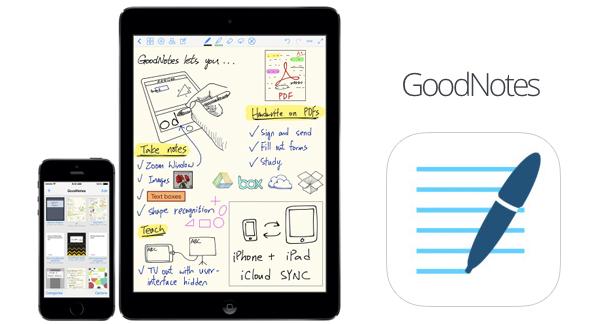 GoodNotes
GoodNotes lets you...
PDF
Handwrite on PDFs
✓ Sign and send
✓ Fill out forms
✓ Study
Take notes
✓ Zoom Window
✓ Images
box
✓ Text boxes
✓ Shape recognition
Teach
ABC
ABC
✓ TV out with user-
interface hidden
iPhone + iPad
iCloud SYNC
GoodNotes
Edit